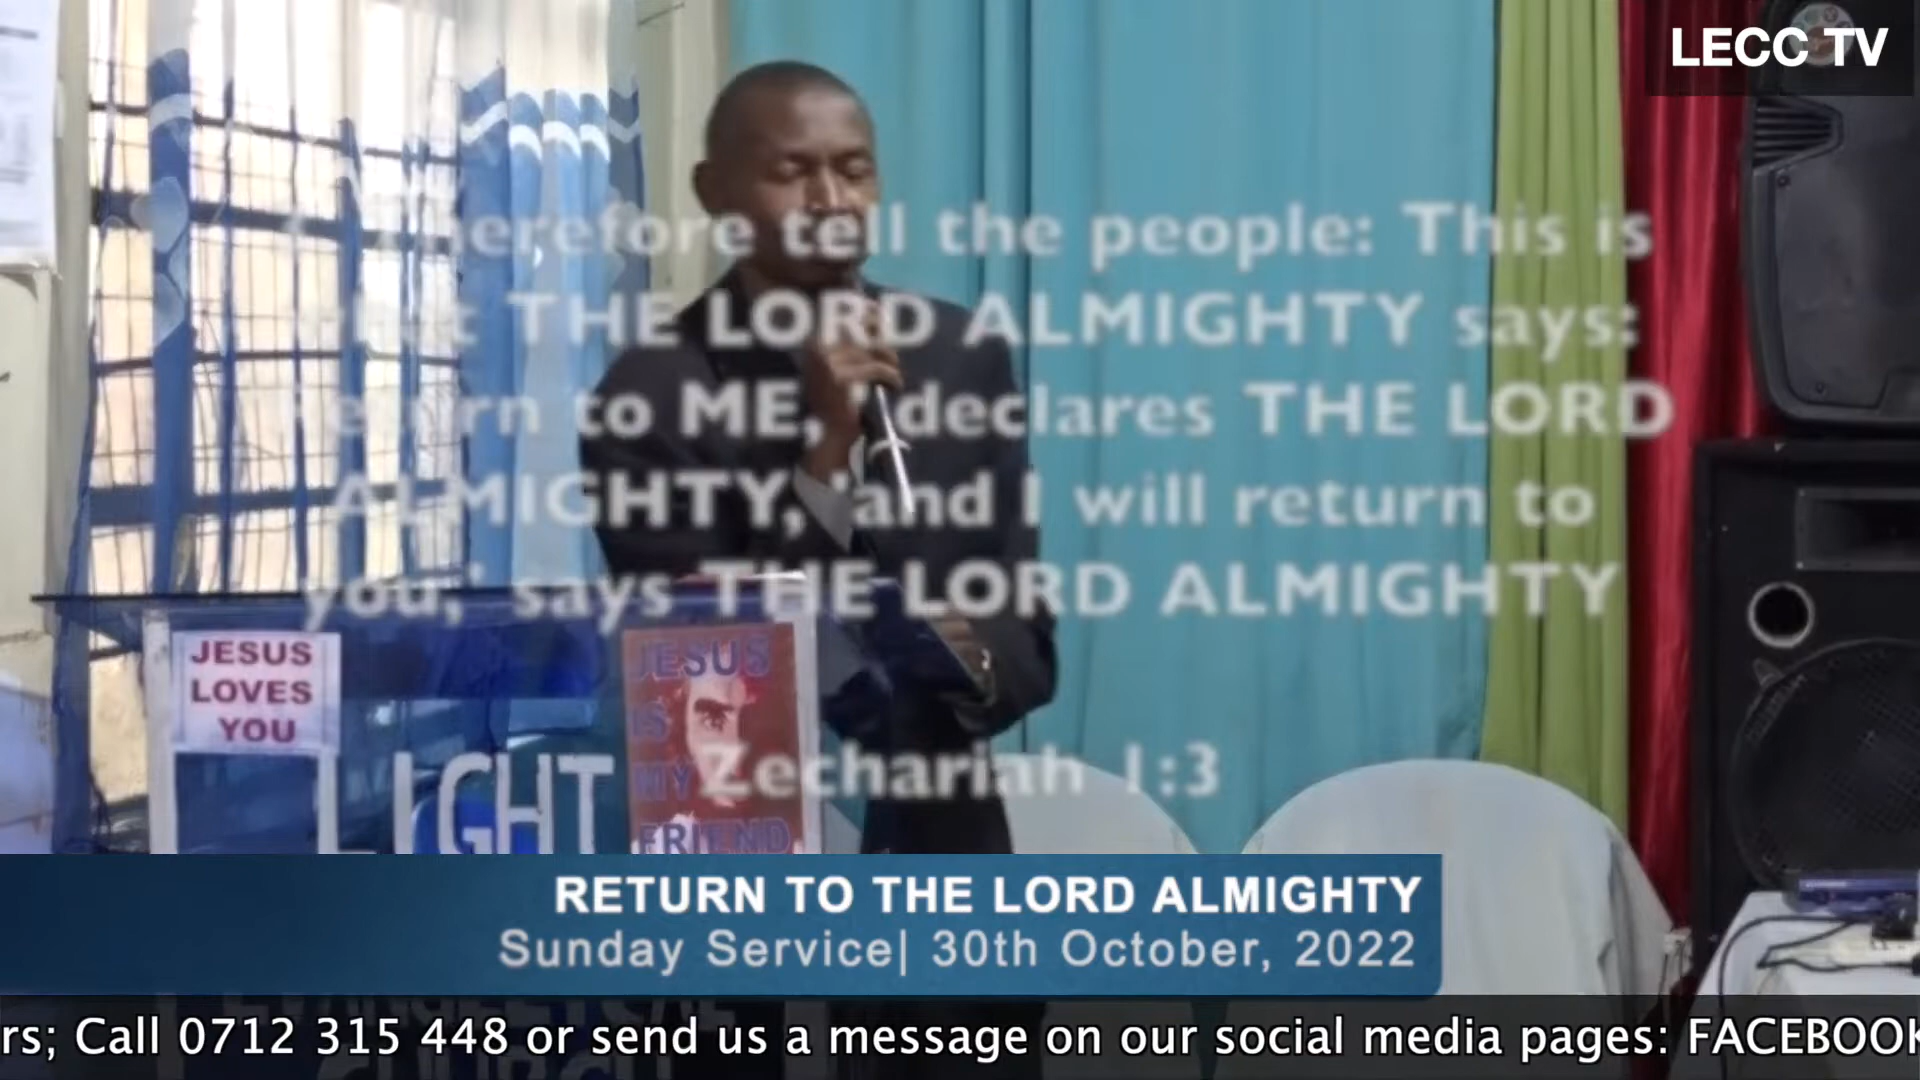 LECC TV
Therefore tell the people: This is
what THE LORD ALMIGHTY says:
'Return to ME,' declares THE LORD
ALMIGHTY, 'and I will return to
you,' says THE LORD ALMIGHTY
Zechariah 1:3
JESUS
LOVES
YOU
JESUS
IS
MY
FRIEND
LIGHT
RETURN TO THE LORD ALMIGHTY
Sunday Service| 30th October, 2022
EVANGELICAL
CHURCH
rs; Call 0712 315 448 or send us a message on our social media pages: FACEBOOK